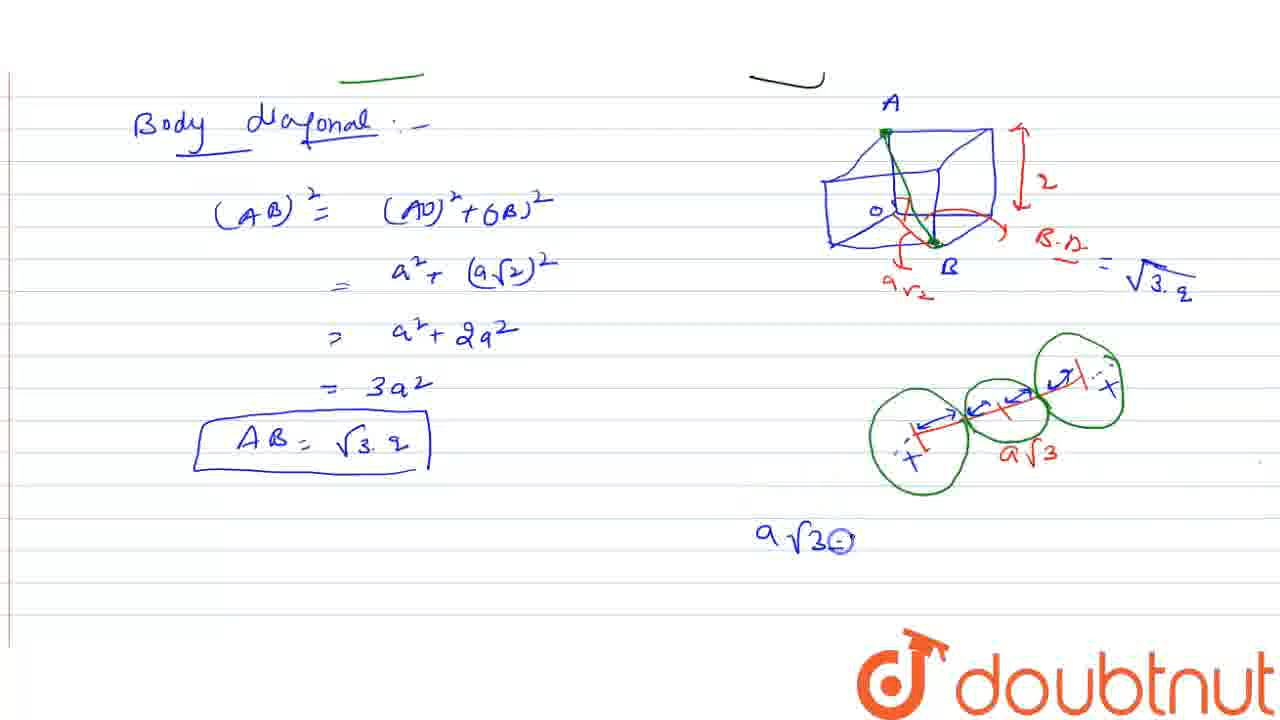 Body diagonal :-
(AB)² = (AO)² + (OB)²
= a² + (a√2)²
= a² + 2a²
= 3a²
AB = √3.a
A
O
B
a
a√2
B.D = √3.a
a√3
a√3 =
doubtnut